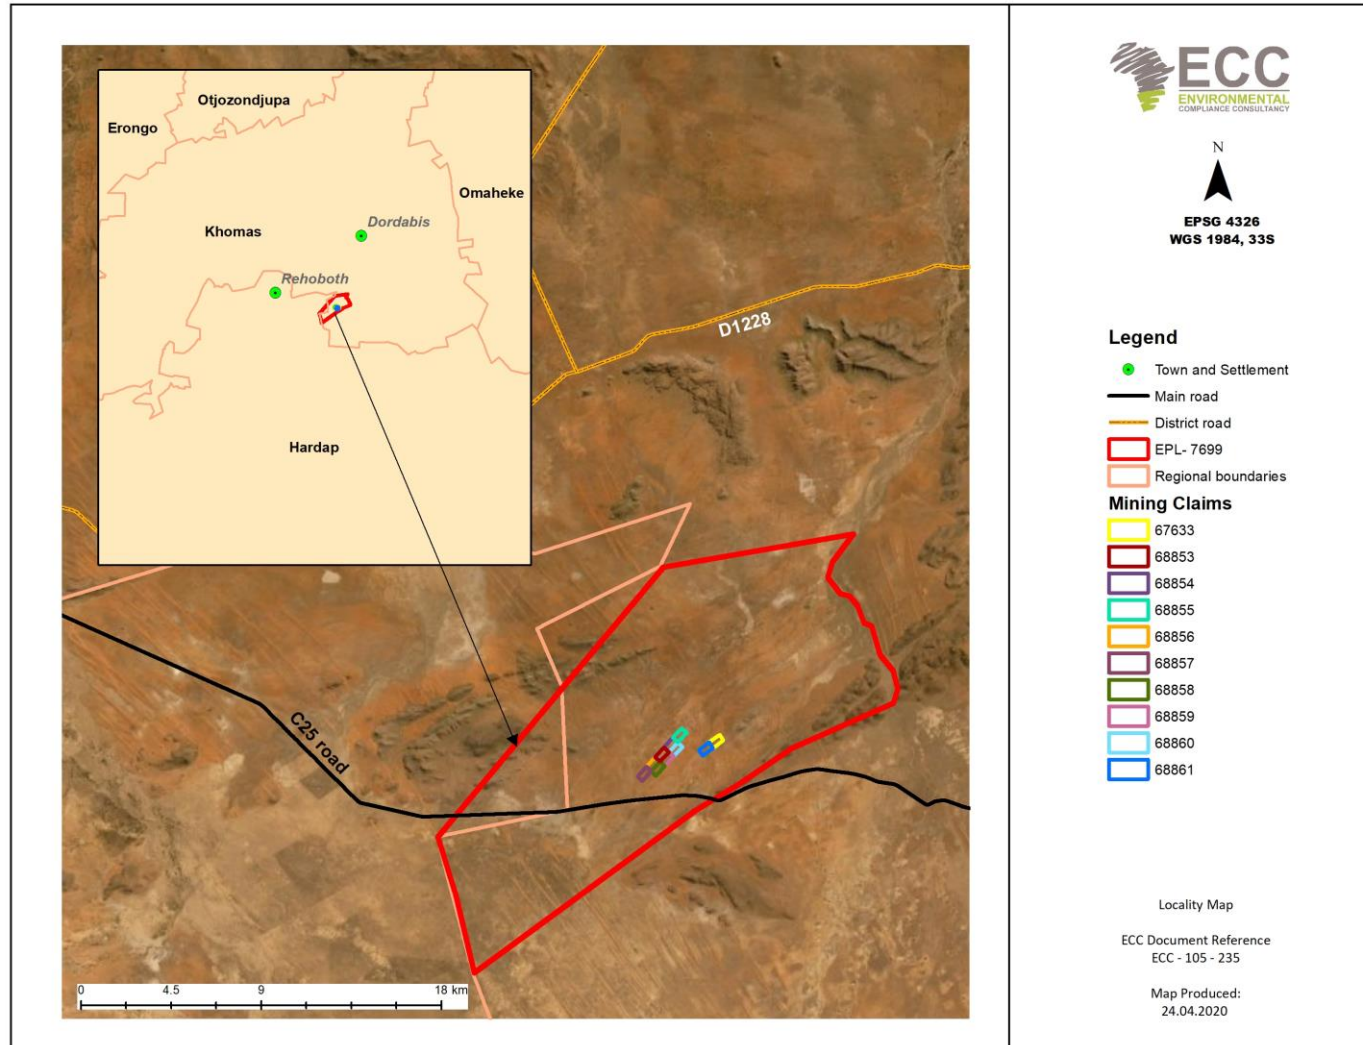 Otjozondjupa
Erongo
Omaheke
Dordabis
Khomas
Rehoboth
Hardap
D1228
C25 road
0 4.5 9 18 km
ECC
ENVIRONMENTAL
COMPLIANCE CONSULTANCY
N
EPSG 4326
WGS 1984, 33S
Legend
Town and Settlement
Main road
District road
EPL- 7699
Regional boundaries
Mining Claims
67633
68853
68854
68855
68856
68857
68858
68859
68860
68861
Locality Map
ECC Document Reference
ECC - 105 - 235
Map Produced:
24.04.2020